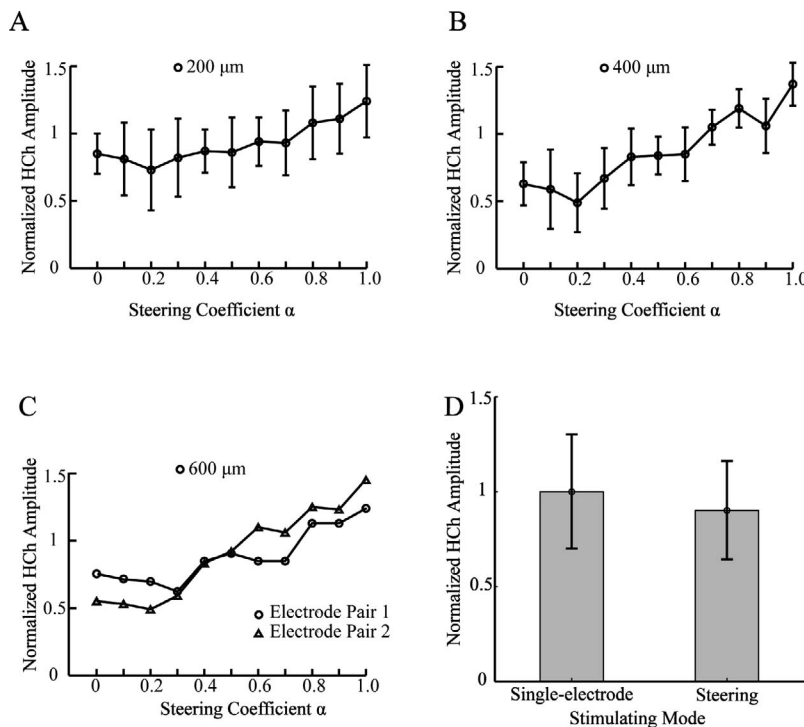 A
Normalized HCh Amplitude
1.5
1
0.5
0
200 μm
0 0.2 0.4 0.6 0.8 1.0
Steering Coefficient α
B
Normalized HCh Amplitude
1.5
1
0.5
0
400 μm
0 0.2 0.4 0.6 0.8 1.0
Steering Coefficient α
C
Normalized HCh Amplitude
1.5
1
0.5
0
600 μm
Electrode Pair 1
Electrode Pair 2
0 0.2 0.4 0.6 0.8 1.0
Steering Coefficient α
D
Normalized HCh Amplitude
1.5
1
0.5
0
Single-electrode Steering
Stimulating Mode